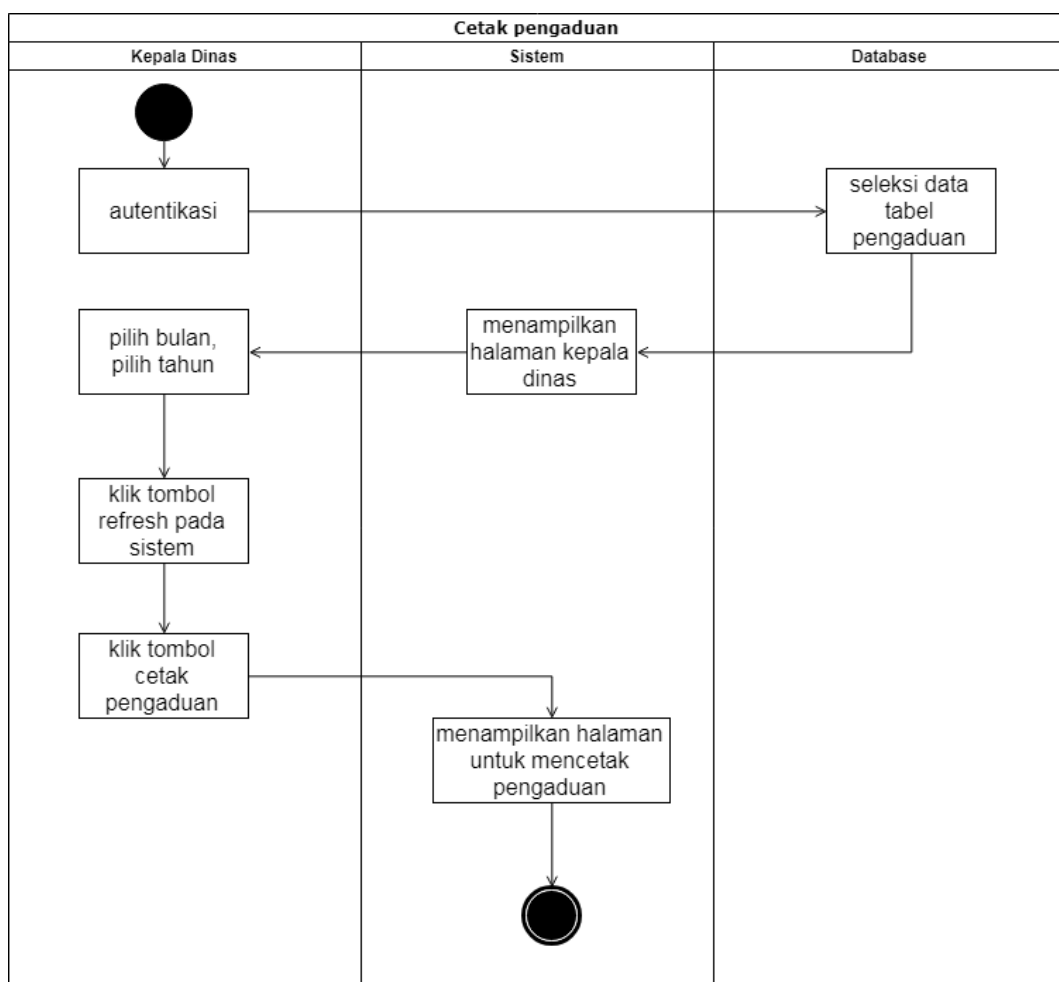 Cetak pengaduan
Kepala Dinas
Sistem
Database
autentikasi
seleksi data
tabel
pengaduan
pilih bulan,
pilih tahun
menampilkan
halaman kepala
dinas
klik tombol
refresh pada
sistem
klik tombol
cetak
pengaduan
menampilkan halaman
untuk mencetak
pengaduan